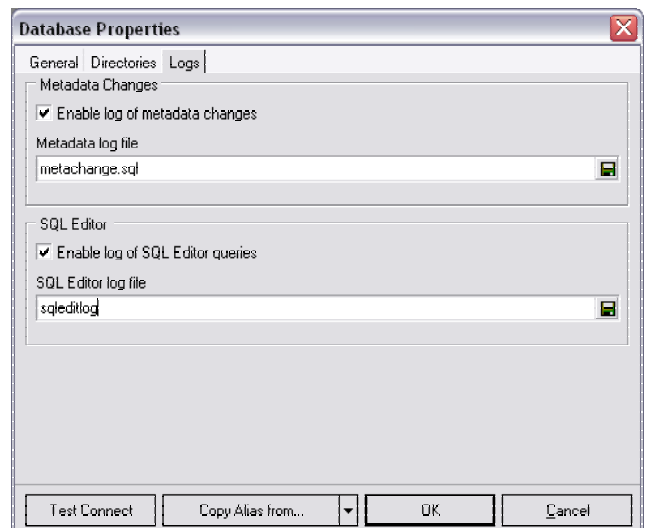 Database Properties
General Directories Logs
Metadata Changes
Enable log of metadata changes
Metadata log file
metachange.sql
SQL Editor
Enable log of SQL Editor queries
SQL Editor log file
sqleditlog
Test Connect Copy Alias from... OK Cancel